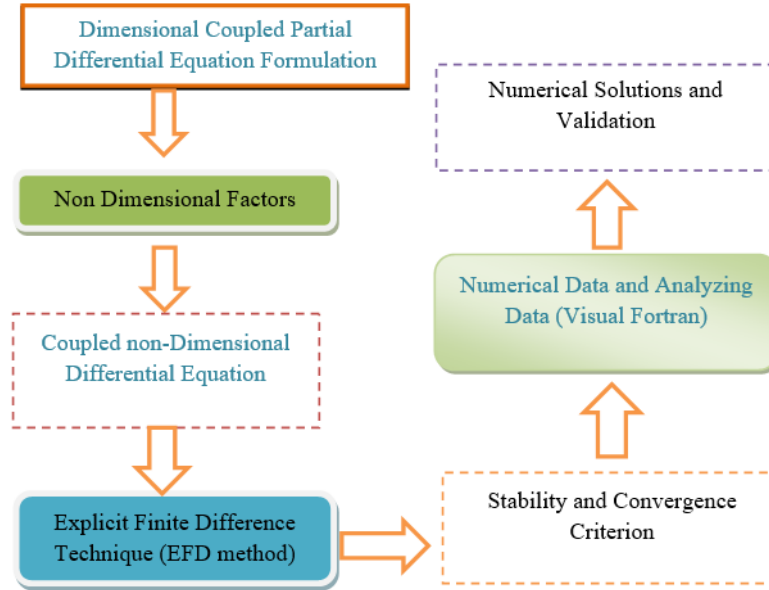 Dimensional Coupled Partial
Differential Equation Formulation
Non Dimensional Factors
Coupled non-Dimensional
Differential Equation
Explicit Finite Difference
Technique (EFD method)
Stability and Convergence
Criterion
Numerical Data and Analyzing
Data (Visual Fortran)
Numerical Solutions and
Validation